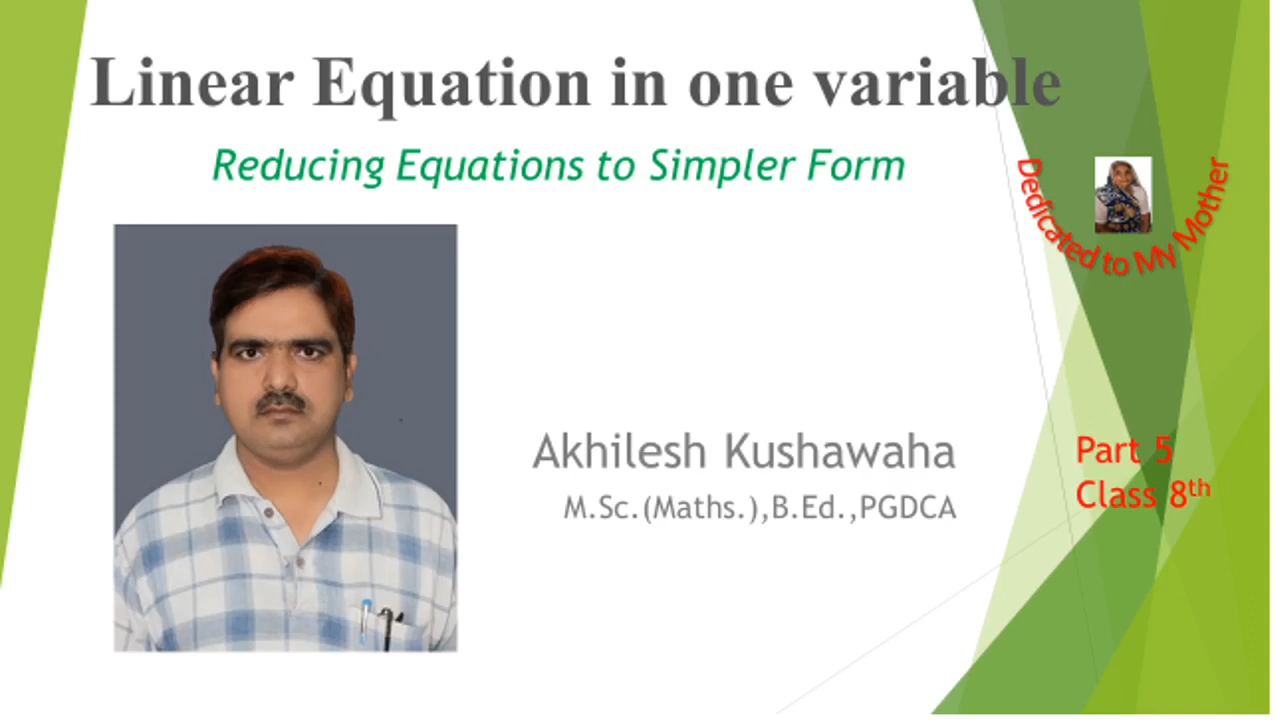 Linear Equation in one variable
Reducing Equations to Simpler Form
Dedicated to My Mother
Akhilesh Kushawaha
M.Sc.(Maths.),B.Ed.,PGDCA
Part 5
Class 8th